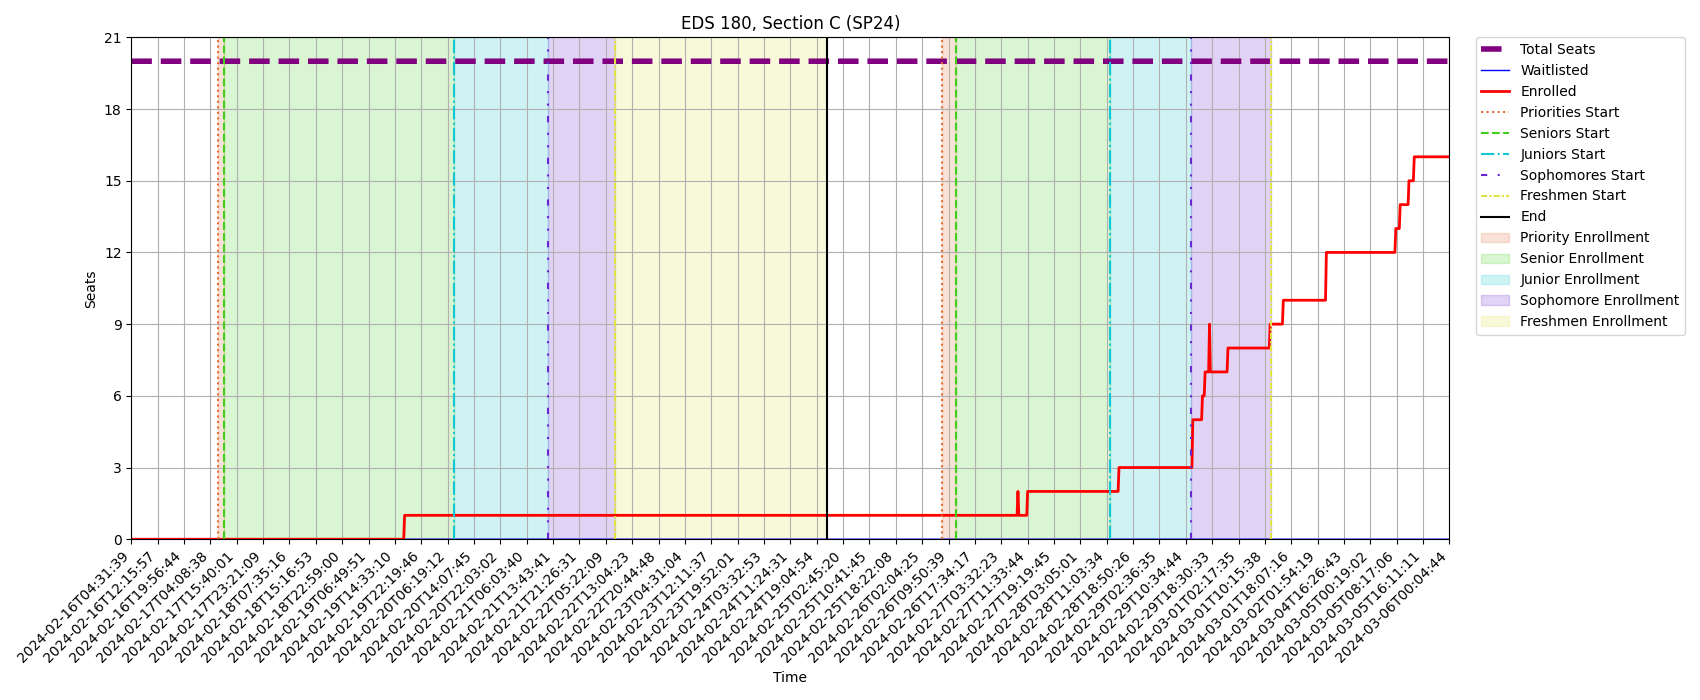 EDS 180, Section C (SP24)
21
18
15
12
9
6
3
0
Seats
2024-02-16T04:31:39
2024-02-16T12:15:57
2024-02-16T19:56:44
2024-02-17T04:08:38
2024-02-17T15:40:01
2024-02-17T23:21:09
2024-02-18T07:35:16
2024-02-18T15:16:53
2024-02-18T22:59:00
2024-02-19T06:49:51
2024-02-19T14:33:10
2024-02-19T22:19:46
2024-02-20T06:19:12
2024-02-20T14:07:45
2024-02-20T22:03:02
2024-02-21T06:03:40
2024-02-21T13:43:41
2024-02-21T21:26:31
2024-02-22T05:22:09
2024-02-22T13:04:23
2024-02-22T20:44:48
2024-02-23T04:31:04
2024-02-23T12:11:37
2024-02-23T19:52:01
2024-02-24T03:32:53
2024-02-24T11:24:31
2024-02-24T19:04:54
2024-02-25T02:45:20
2024-02-25T10:41:45
2024-02-25T18:22:08
2024-02-26T02:04:25
2024-02-26T09:50:39
2024-02-26T17:34:17
2024-02-27T03:32:23
2024-02-27T11:33:44
2024-02-27T19:19:45
2024-02-28T03:05:01
2024-02-28T11:03:34
2024-02-28T18:50:26
2024-02-29T02:36:35
2024-02-29T10:34:44
2024-02-29T18:30:33
2024-03-01T02:17:35
2024-03-01T10:15:38
2024-03-01T18:07:16
2024-03-02T01:54:19
2024-03-04T16:26:43
2024-03-05T00:19:02
2024-03-05T08:17:06
2024-03-05T16:11:11
2024-03-06T00:04:44
Time
Total Seats
Waitlisted
Enrolled
Priorities Start
Seniors Start
Juniors Start
Sophomores Start
Freshmen Start
End
Priority Enrollment
Senior Enrollment
Junior Enrollment
Sophomore Enrollment
Freshmen Enrollment